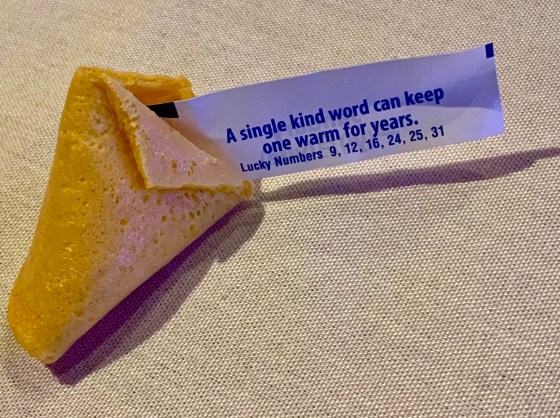 A single kind word can keep
one warm for years.
Lucky Numbers 9, 12, 16, 24, 25, 31